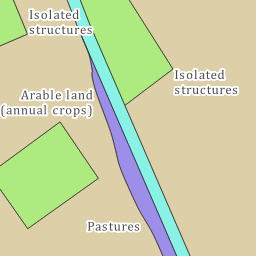 Isolated
structures
Isolated
structures
Arable land
(annual crops)
Pastures